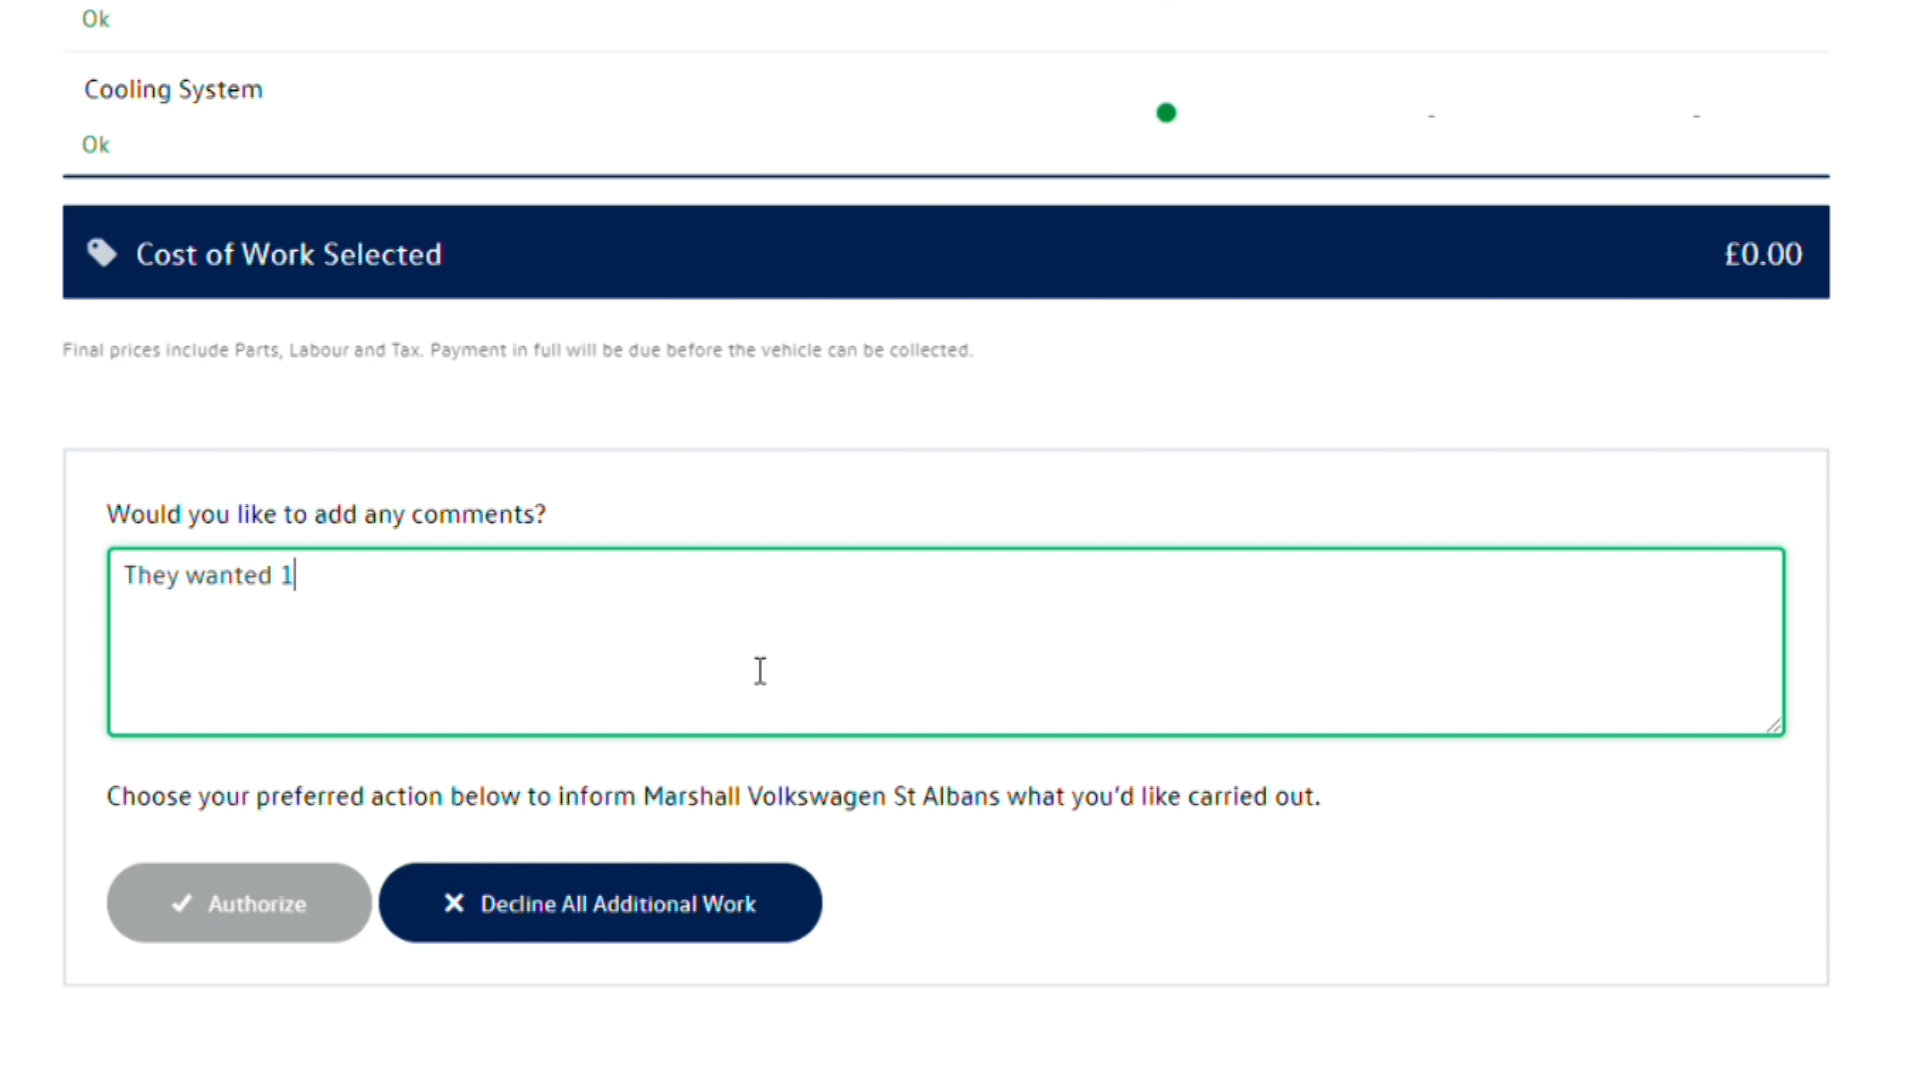 Ok
Cooling System
- -
Ok
Cost of Work Selected £0.00
Final prices include Parts, Labour and Tax. Payment in full will be due before the vehicle can be collected.
Would you like to add any comments?
They wanted 1
Choose your preferred action below to inform Marshall Volkswagen St Albans what you'd like carried out.
Authorize Decline All Additional Work